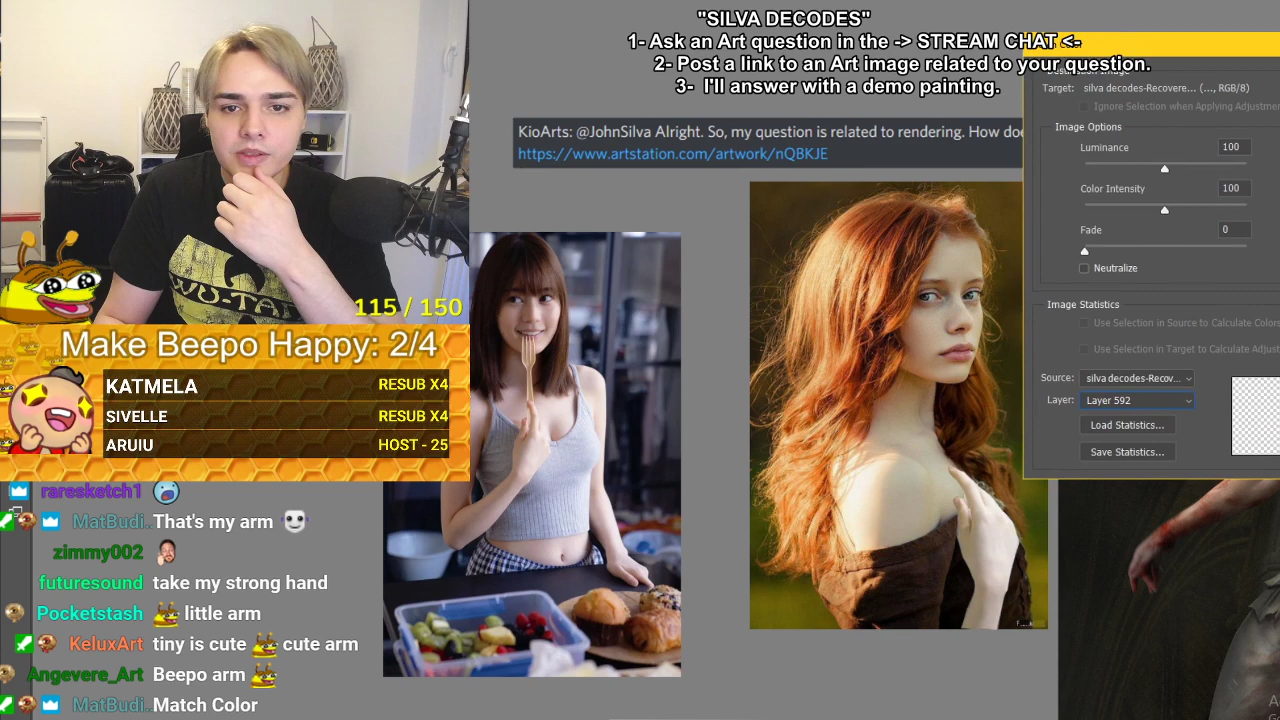 "SILVA DECODES"
1- Ask an Art question in the -> STREAM CHAT <-
2- Post a link to an Art image related to your question.
3- I'll answer with a demo painting.
Target: silva decodes-Recovere... (..., RGB/8)
Ignore Selection when Applying Adjustme
Image Options
Luminance 100
Color Intensity 100
Fade 0
Neutralize
Image Statistics
Use Selection in Source to Calculate Colors
Use Selection in Target to Calculate Adjust
Source: silva decodes-Recov...
Layer: Layer 592
Load Statistics...
Save Statistics...
KioArts: @JohnSilva Alright. So, my question is related to rendering. How doe
https://www.artstation.com/artwork/nQBKJE
WU-TA
115 / 150
Make Beepo Happy: 2/4
KATMELA RESUB X4
SIVELLE RESUB X4
ARUIU HOST - 25
raresketch1
MatBudi.. That's my arm
zimmy002
futuresound take my strong hand
Pocketstash little arm
KeluxArt tiny is cute cute arm
Angevere_Art Beepo arm
MatBudi.. Match Color